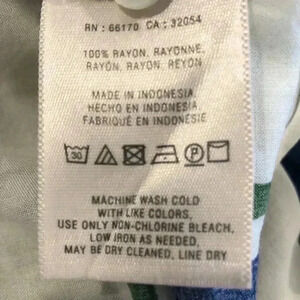 RN : 66170 CA : 32054
100% RAYON, RAYONNE,
RAYON, RAYON, REYON
MADE IN INDONESIA
HECHO EN INDONESIA
FABRIQUÉ EN INDONÉSIE
30 P
MACHINE WASH COLD
WITH LIKE COLORS,
USE ONLY NON-CHLORINE BLEACH,
LOW IRON AS NEEDED,
MAY BE DRY CLEANED, LINE DRY